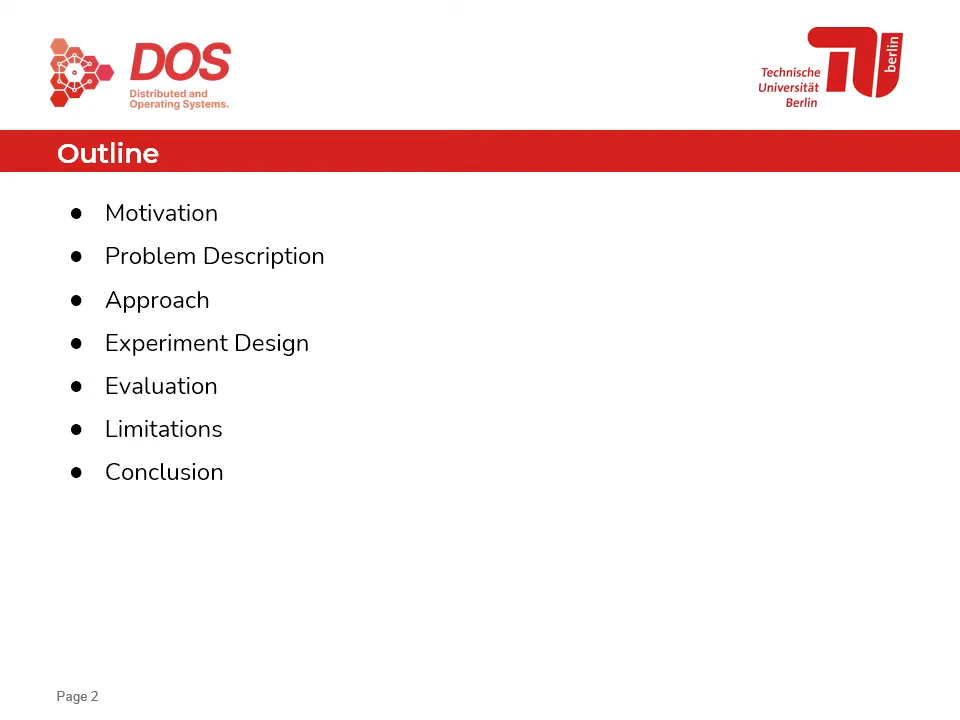 DOS
Distributed and
Operating Systems.
Technische
Universität
Berlin
berlin
Outline
● Motivation
● Problem Description
● Approach
● Experiment Design
● Evaluation
● Limitations
● Conclusion
Page 2